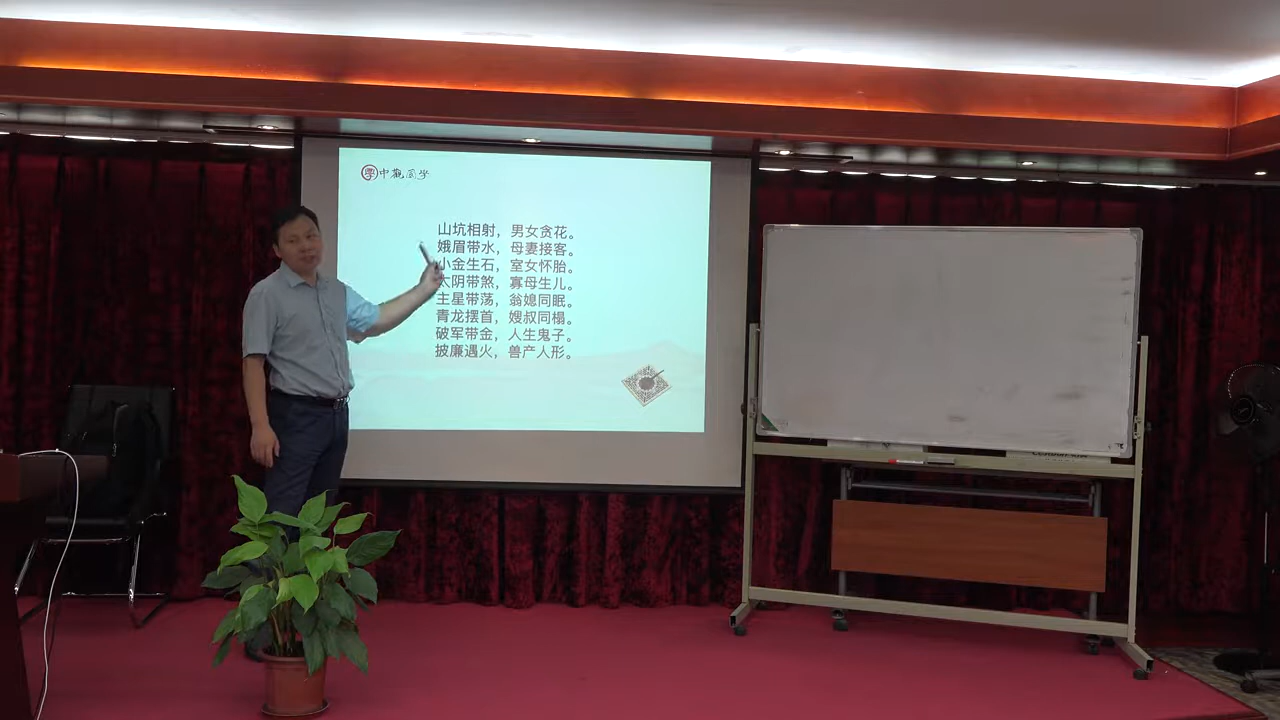 中觀國學
山坑相射，男女贪花。
娥眉带水，母妻接客。
小金生石，室女怀胎。
太阴带煞，寡母生儿。
主星带荡，翁媳同眠。
青龙摆首，嫂叔同榻。
破军带金，人生鬼子。
披廉遇火，兽产人形。